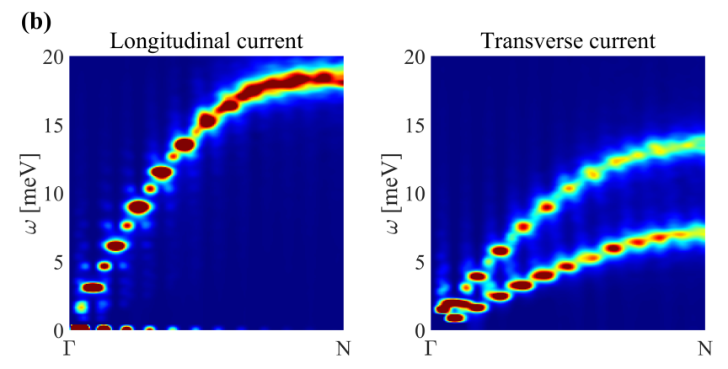 (b)
Longitudinal current
20
15
10
5
0
ω [meV]
Γ
N
Transverse current
20
15
10
5
0
ω [meV]
Γ
N